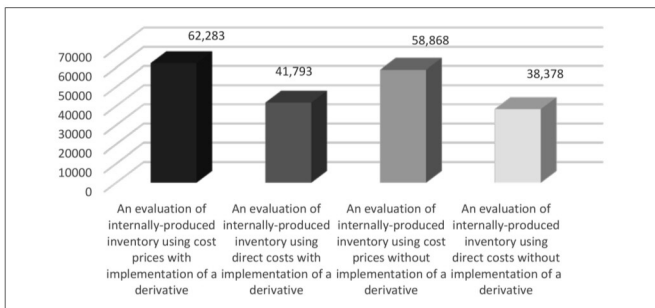 62,283
58,868
41,793
38,378
70000
60000
50000
40000
30000
20000
10000
0
An evaluation of
internally-produced
inventory using cost
prices with
implementation of a
derivative
An evaluation of
internally-produced
inventory using
direct costs with
implementation of a
derivative
An evaluation of
internally-produced
inventory using cost
prices without
implementation of a
derivative
An evaluation of
internally-produced
inventory using
direct costs without
implementation of a
derivative